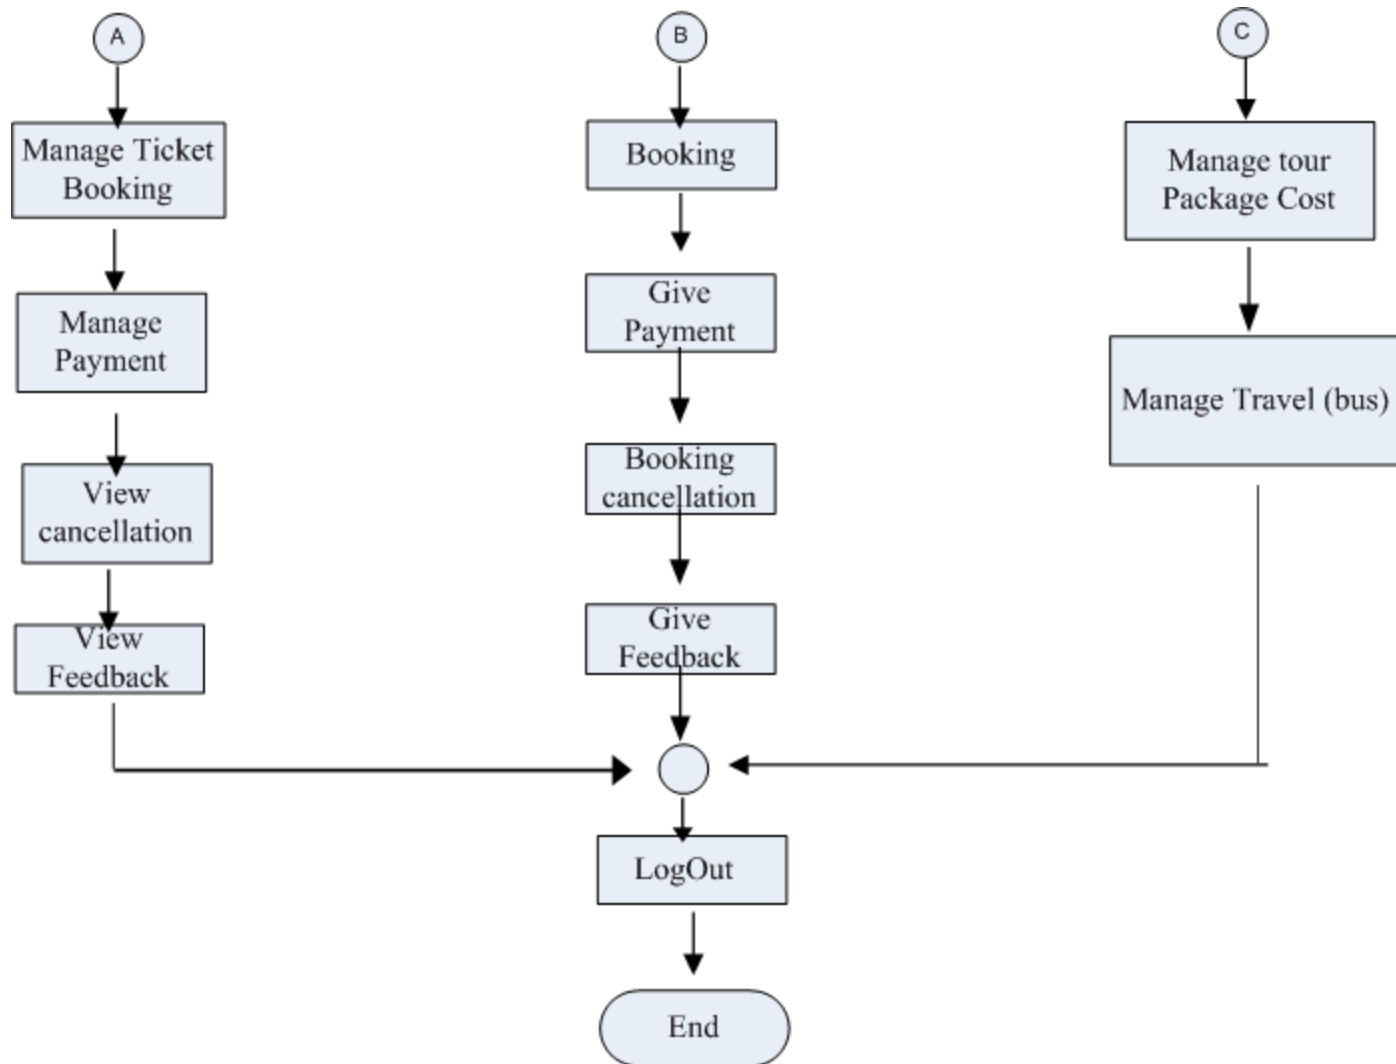 A
Manage Ticket
Booking
Manage
Payment
View
cancellation
View
Feedback
B
Booking
Give
Payment
Booking
cancellation
Give
Feedback
C
Manage tour
Package Cost
Manage Travel (bus)
LogOut
End